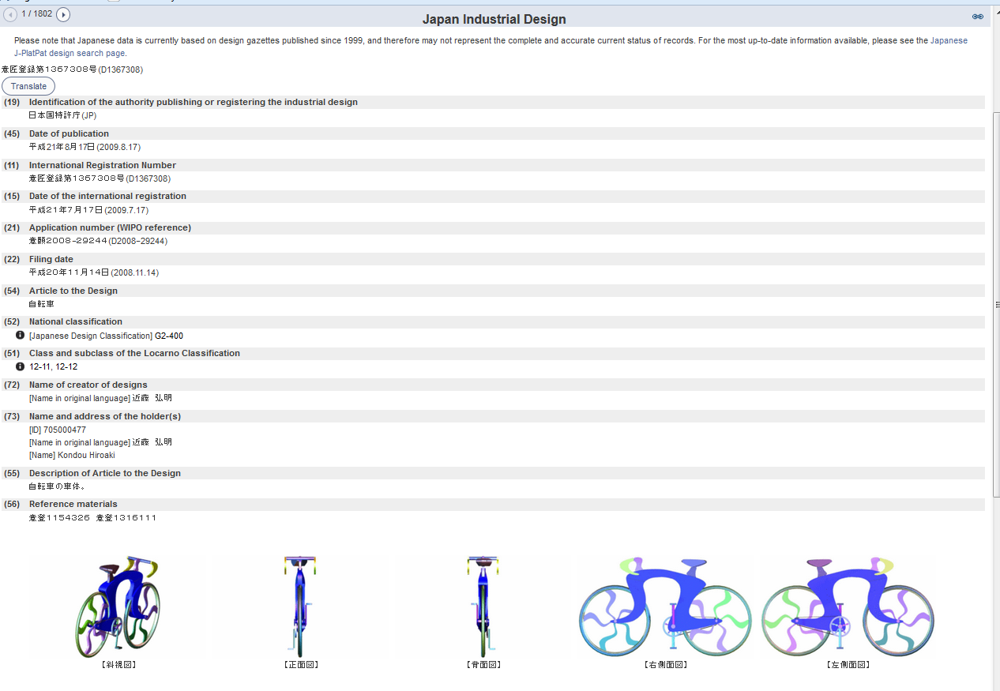 1 / 1802
Japan Industrial Design
Please note that Japanese data is currently based on design gazettes published since 1999, and therefore may not represent the complete and accurate current status of records. For the most up-to-date information available, please see the Japanese
J-PlatPat design search page.
意匠登録第1367308号(D1367308)
Translate
(19) Identification of the authority publishing or registering the industrial design
日本国特許庁(JP)
(45) Date of publication
平成21年8月17日(2009.8.17)
(11) International Registration Number
意匠登録第1367308号(D1367308)
(15) Date of the international registration
平成21年7月17日(2009.7.17)
(21) Application number (WIPO reference)
意願2008-29244(D2008-29244)
(22) Filing date
平成20年11月14日(2008.11.14)
(54) Article to the Design
自転車
(52) National classification
[Japanese Design Classification] G2-400
(51) Class and subclass of the Locarno Classification
12-11, 12-12
(72) Name of creator of designs
[Name in original language] 近藤 弘明
(73) Name and address of the holder(s)
[ID] 705000477
[Name in original language] 近藤 弘明
[Name] Kondou Hiroaki
(55) Description of Article to the Design
自転車の車体。
(56) Reference materials
意登1154326 意登1316111
【斜視図】 【正面図】 【背面図】 【右側面図】 【左側面図】